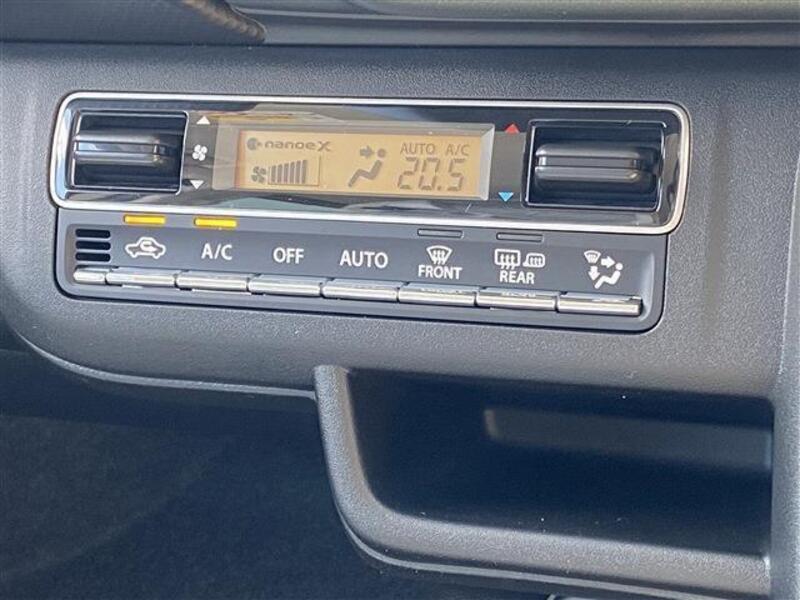 nanoeX
AUTO A/C
20.5
A/C OFF AUTO FRONT REAR